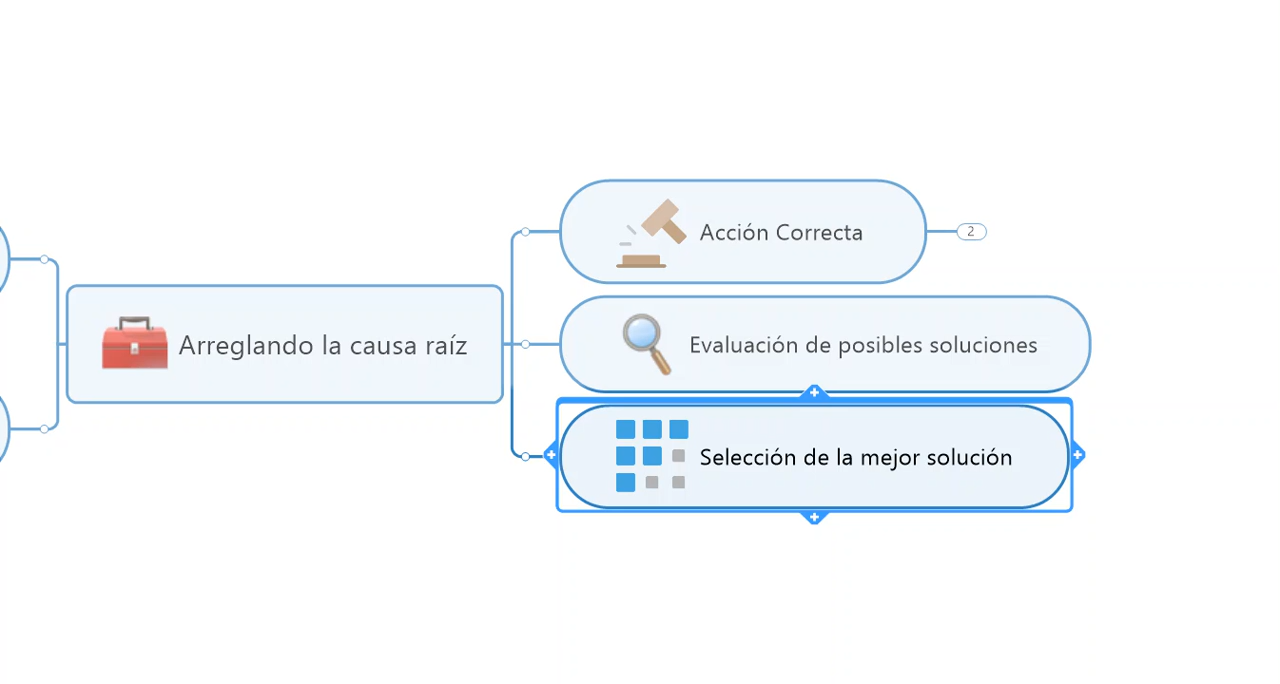 Acción Correcta
2
Arreglando la causa raíz
Evaluación de posibles soluciones
Selección de la mejor solución